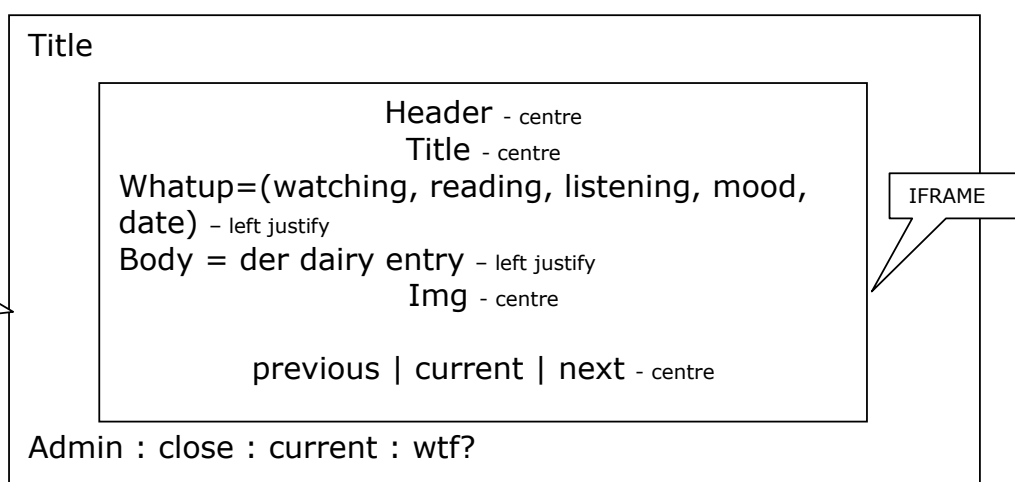 Title
Header - centre
Title - centre
Whatup=(watching, reading, listening, mood,
date) – left justify
IFRAME
Body = der dairy entry – left justify
Img - centre
previous | current | next - centre
Admin : close : current : wtf?